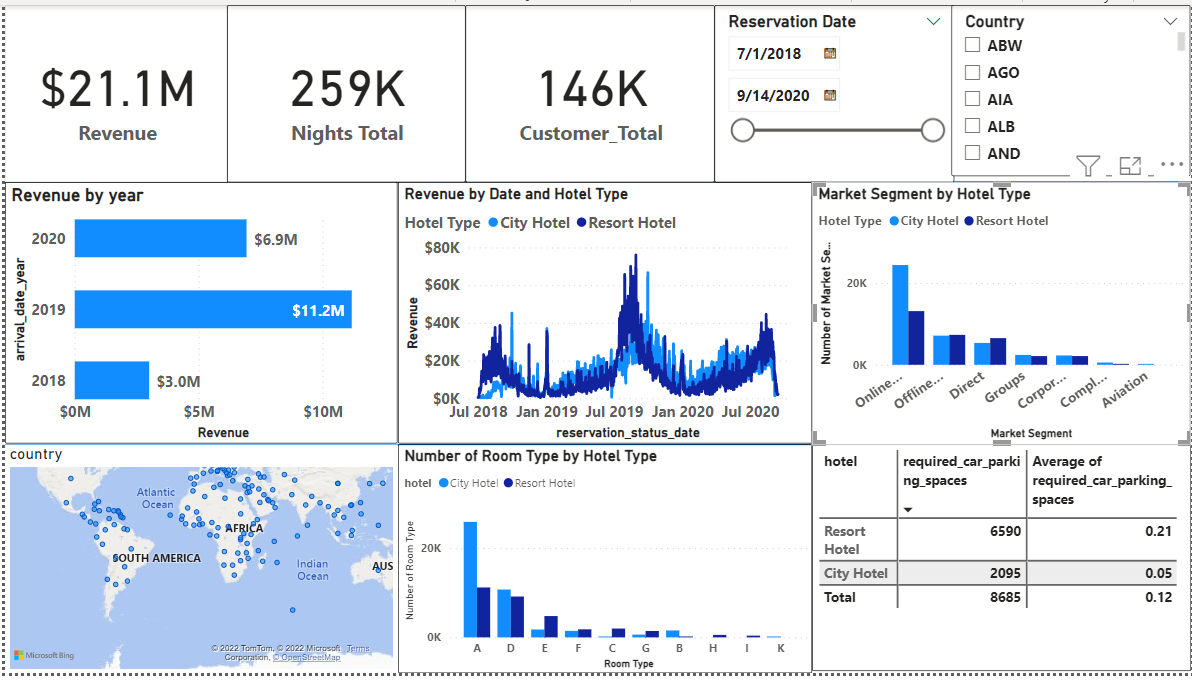 $21.1M
Revenue
259K
Nights Total
146K
Customer_Total
Reservation Date
7/1/2018
9/14/2020
Country
ABW
AGO
AIA
ALB
AND
Revenue by year
arrival_date_year
2020
$6.9M
2019
$11.2M
2018
$3.0M
$0M
$5M
$10M
Revenue
Revenue by Date and Hotel Type
Hotel Type City Hotel Resort Hotel
Revenue
$80K
$60K
$40K
$20K
$0K
Jul 2018 Jan 2019 Jul 2019 Jan 2020 Jul 2020
reservation_status_date
Market Segment by Hotel Type
Hotel Type City Hotel Resort Hotel
Number of Market Se...
20K
0K
Online...
Offline...
Direct
Groups
Corpor...
Compl...
Aviation
Market Segment
country
Atlantic
Ocean
AFRICA
SOUTH AMERICA
Indian
Ocean
AUS
Microsoft Bing
© 2022 TomTom, © 2022 Microsoft Terms
Corporation, © OpenStreetMap
Number of Room Type by Hotel Type
hotel City Hotel Resort Hotel
Number of Room Type
20K
0K
A D E F C G B H I K
Room Type
hotel
required_car_parki
ng_spaces
Average of
required_car_parking_
spaces
Resort
Hotel
6590
0.21
City Hotel
2095
0.05
Total
8685
0.12